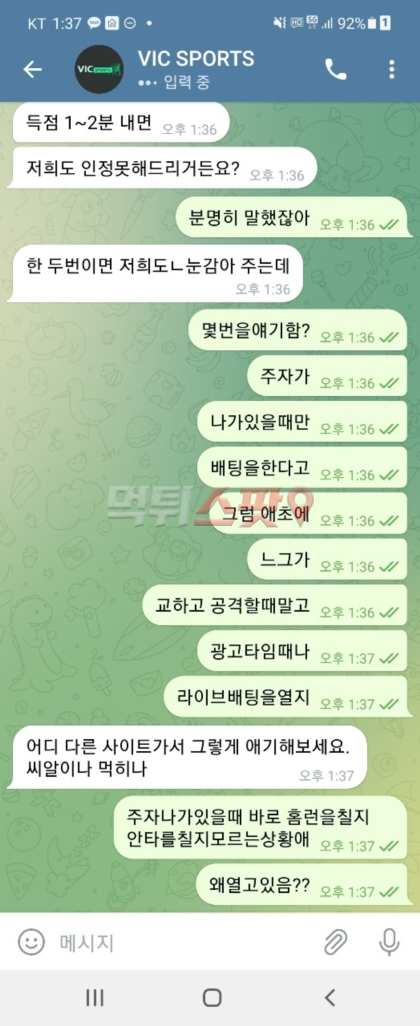 KT 1:37 92% 1
VIC SPORTS
VIC SPORTS
입력 중
득점 1~2분 내면 오후 1:36
저희도 인정못해드리거든요? 오후 1:36
분명히 말했잖아 오후 1:36
한 두번이면 저희도ㄴ눈감아 주는데
오후 1:36
몇번을얘기함? 오후 1:36
주자가 오후 1:36
나가있을때만 오후 1:36
배팅을한다고 오후 1:36
먹튀스팟
그럼 애초에 오후 1:36
느그가 오후 1:36
교하고 공격할때말고 오후 1:36
광고타임때나 오후 1:37
라이브배팅을열지 오후 1:37
어디 다른 사이트가서 그렇게 얘기해보세요.
씨알이나 먹히나 오후 1:37
주자나가있을때 바로 홈런을칠지
안타를칠지모르는상황애 오후 1:37
왜열고있음?? 오후 1:37
메시지